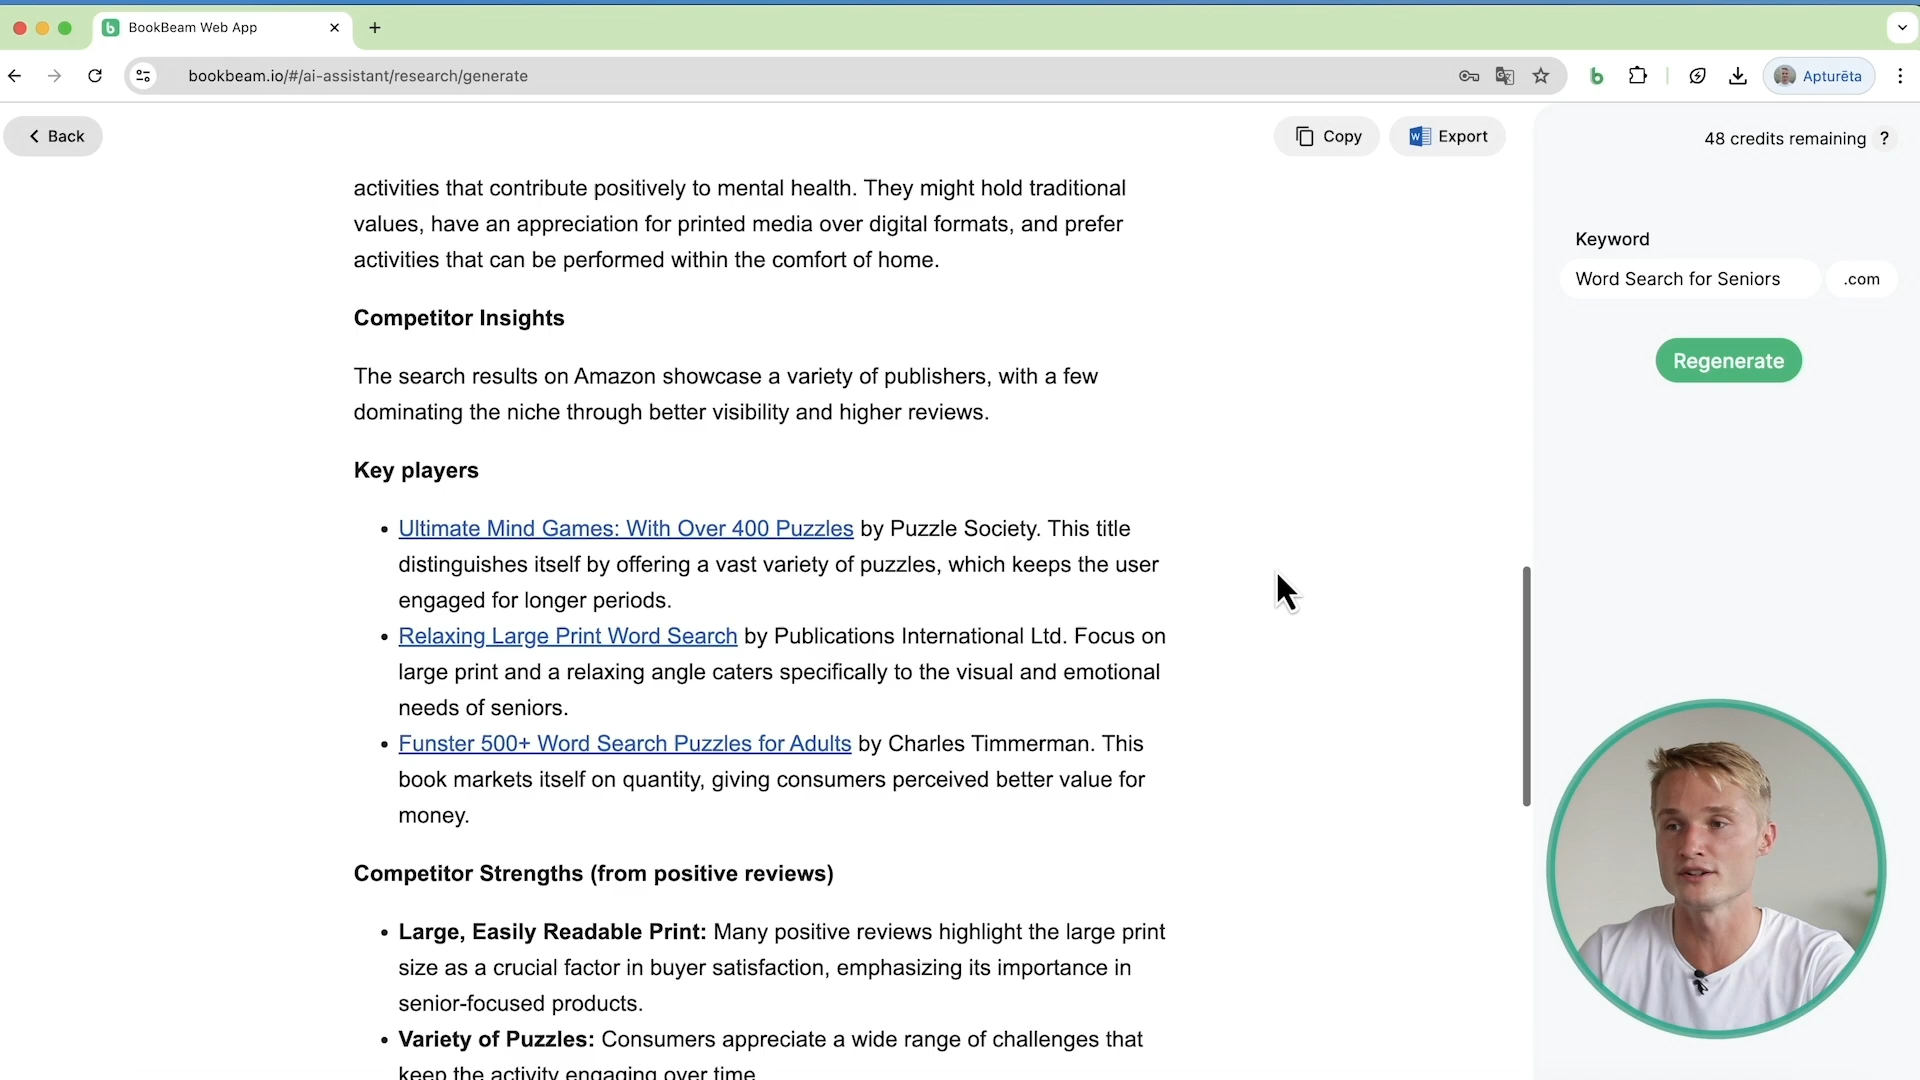 BookBeam Web App
bookbeam.io/#/ai-assistant/research/generate
Apturēta
Back
Copy
Export
48 credits remaining ?
activities that contribute positively to mental health. They might hold traditional
values, have an appreciation for printed media over digital formats, and prefer
activities that can be performed within the comfort of home.
Competitor Insights
The search results on Amazon showcase a variety of publishers, with a few
dominating the niche through better visibility and higher reviews.
Key players
• Ultimate Mind Games: With Over 400 Puzzles by Puzzle Society. This title
distinguishes itself by offering a vast variety of puzzles, which keeps the user
engaged for longer periods.
• Relaxing Large Print Word Search by Publications International Ltd. Focus on
large print and a relaxing angle caters specifically to the visual and emotional
needs of seniors.
• Funster 500+ Word Search Puzzles for Adults by Charles Timmerman. This
book markets itself on quantity, giving consumers perceived better value for
money.
Competitor Strengths (from positive reviews)
• Large, Easily Readable Print: Many positive reviews highlight the large print
size as a crucial factor in buyer satisfaction, emphasizing its importance in
senior-focused products.
• Variety of Puzzles: Consumers appreciate a wide range of challenges that
keep the activity engaging over time
Keyword
Word Search for Seniors
.com
Regenerate